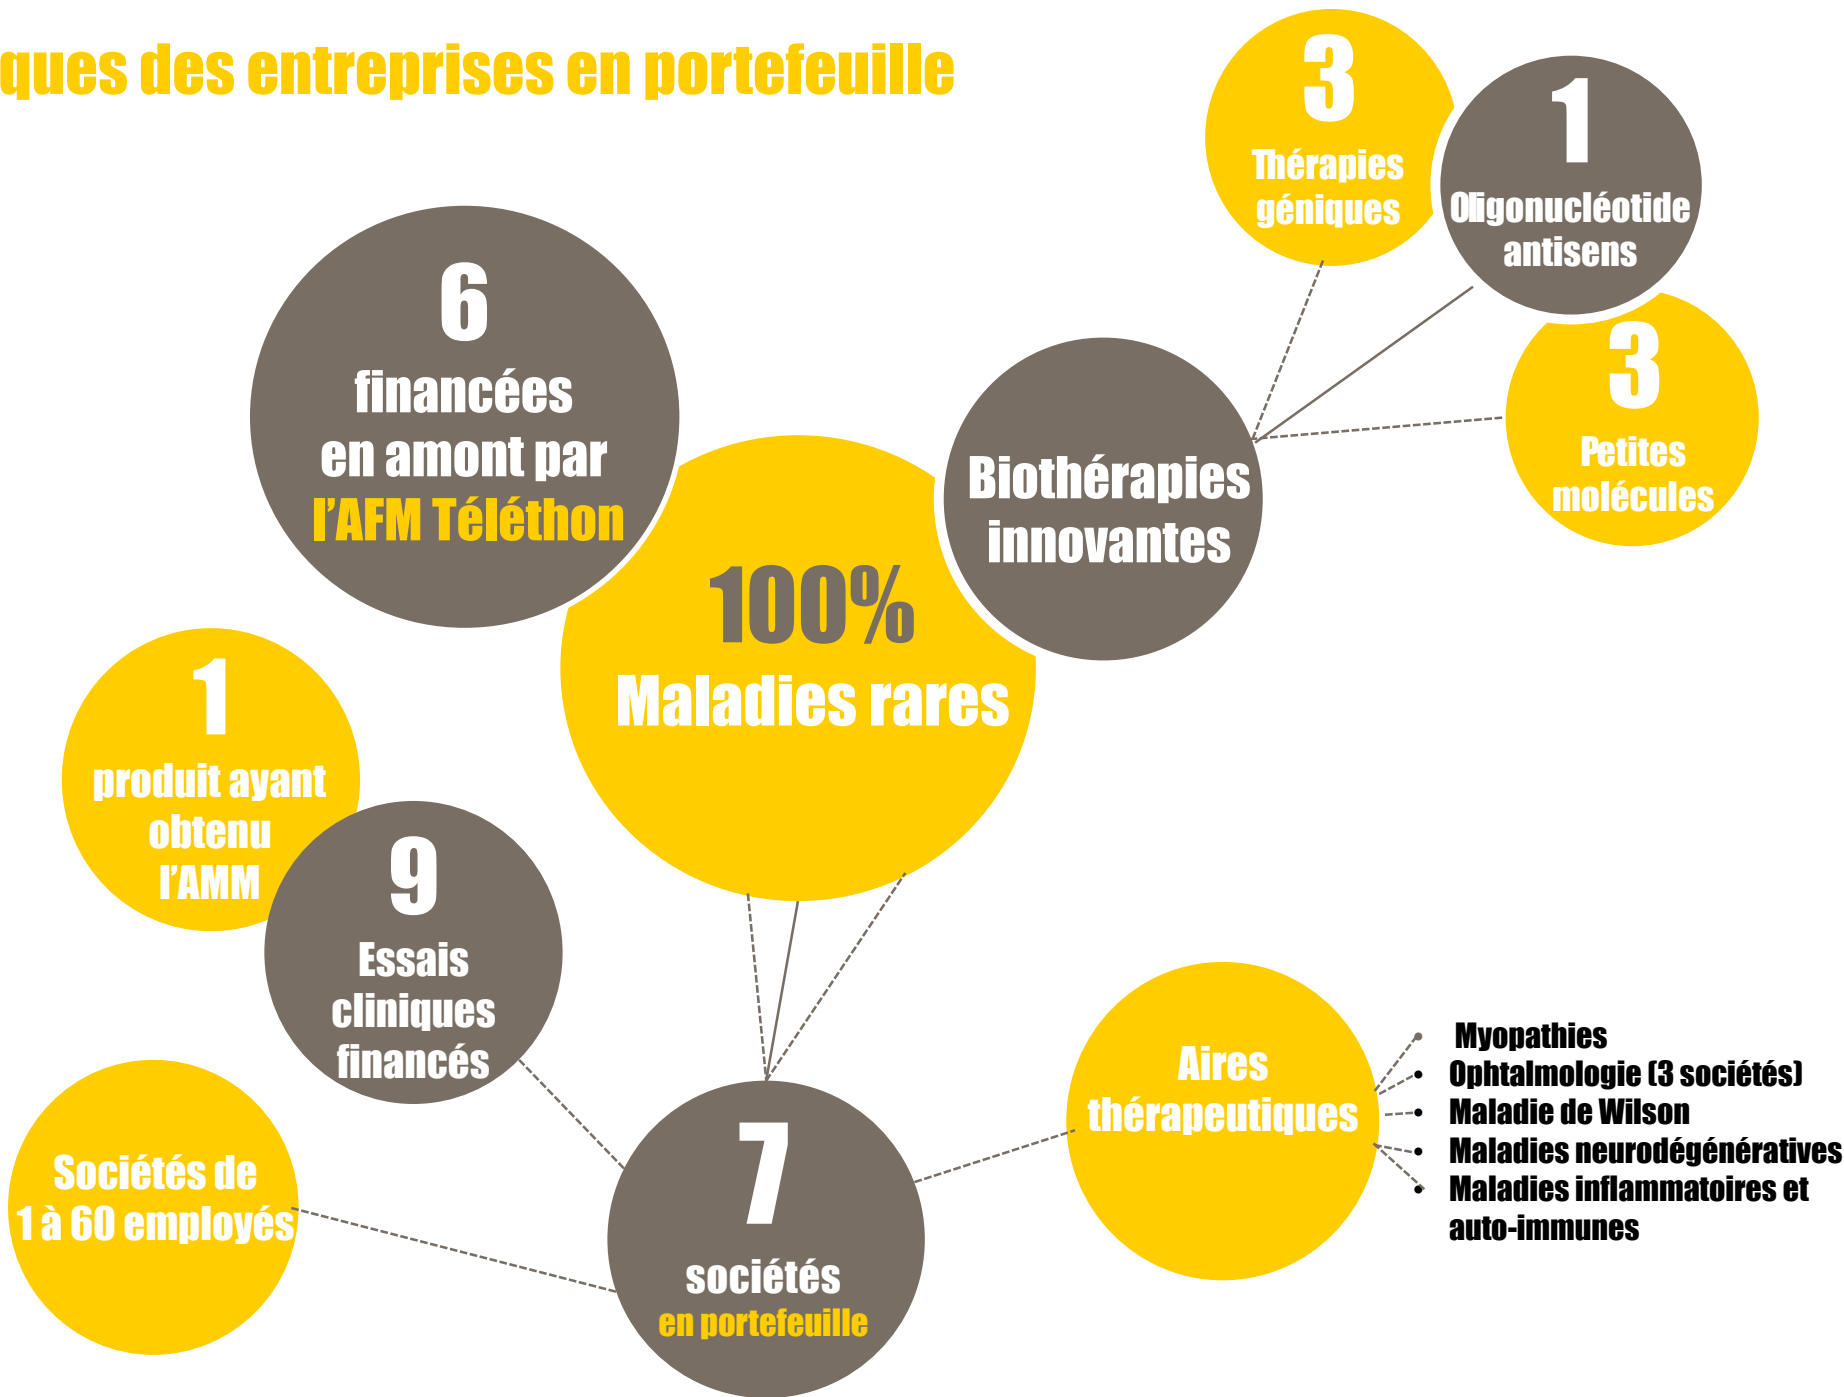 ques des entreprises en portefeuille
3
Thérapies
géniques
1
Oligonucléotide
antisens
3
Petites
molécules
6
financées
en amont par
l’AFM Téléthon
Biothérapies
innovantes
100%
Maladies rares
1
produit ayant
obtenu
l’AMM
9
Essais
cliniques
financés
Sociétés de
1 à 60 employés
7
sociétés
en portefeuille
Aires
thérapeutiques
• Myopathies
• Ophtalmologie (3 sociétés)
• Maladie de Wilson
• Maladies neurodégénératives
• Maladies inflammatoires et
auto-immunes